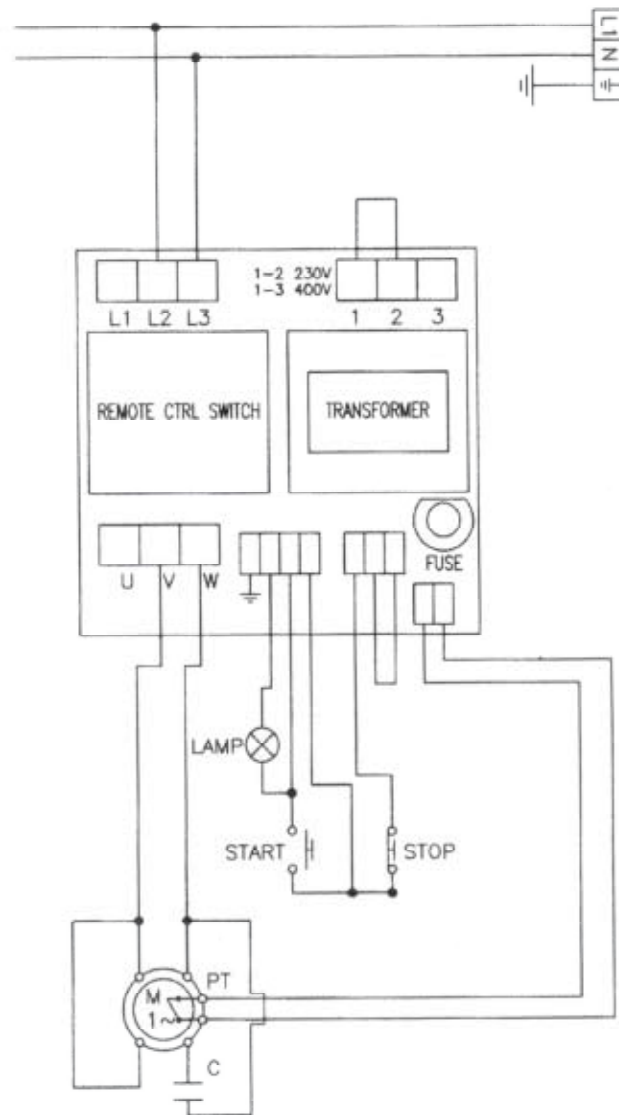 L1
N
1-2 230V
1-3 400V
L1 L2 L3
1 2 3
REMOTE CTRL SWITCH
TRANSFORMER
FUSE
U V W
LAMP
START
STOP
PT
M
1~
C